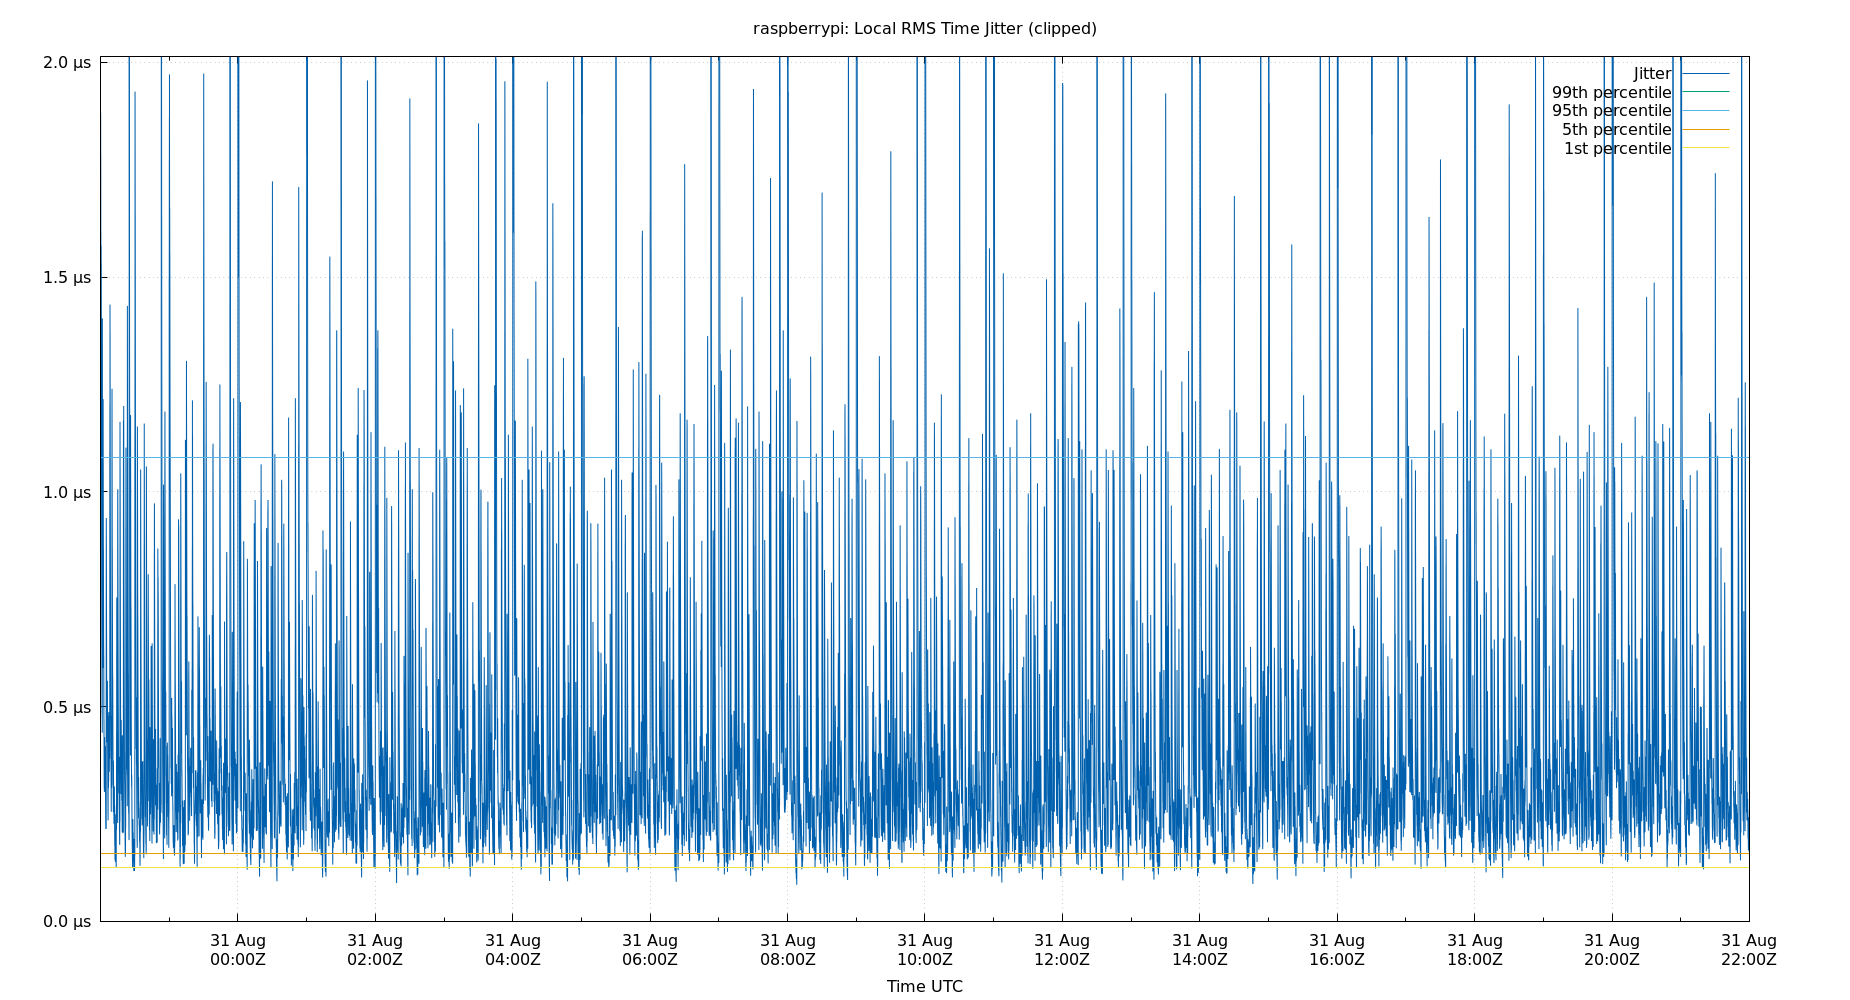 raspberrypi: Local RMS Time Jitter (clipped)
2.0 µs
1.5 µs
1.0 µs
0.5 µs
0.0 µs
Jitter
99th percentile
95th percentile
5th percentile
1st percentile
31 Aug 31 Aug 31 Aug 31 Aug 31 Aug 31 Aug 31 Aug 31 Aug 31 Aug 31 Aug 31 Aug 31 Aug
00:00Z 02:00Z 04:00Z 06:00Z 08:00Z 10:00Z 12:00Z 14:00Z 16:00Z 18:00Z 20:00Z 22:00Z
Time UTC